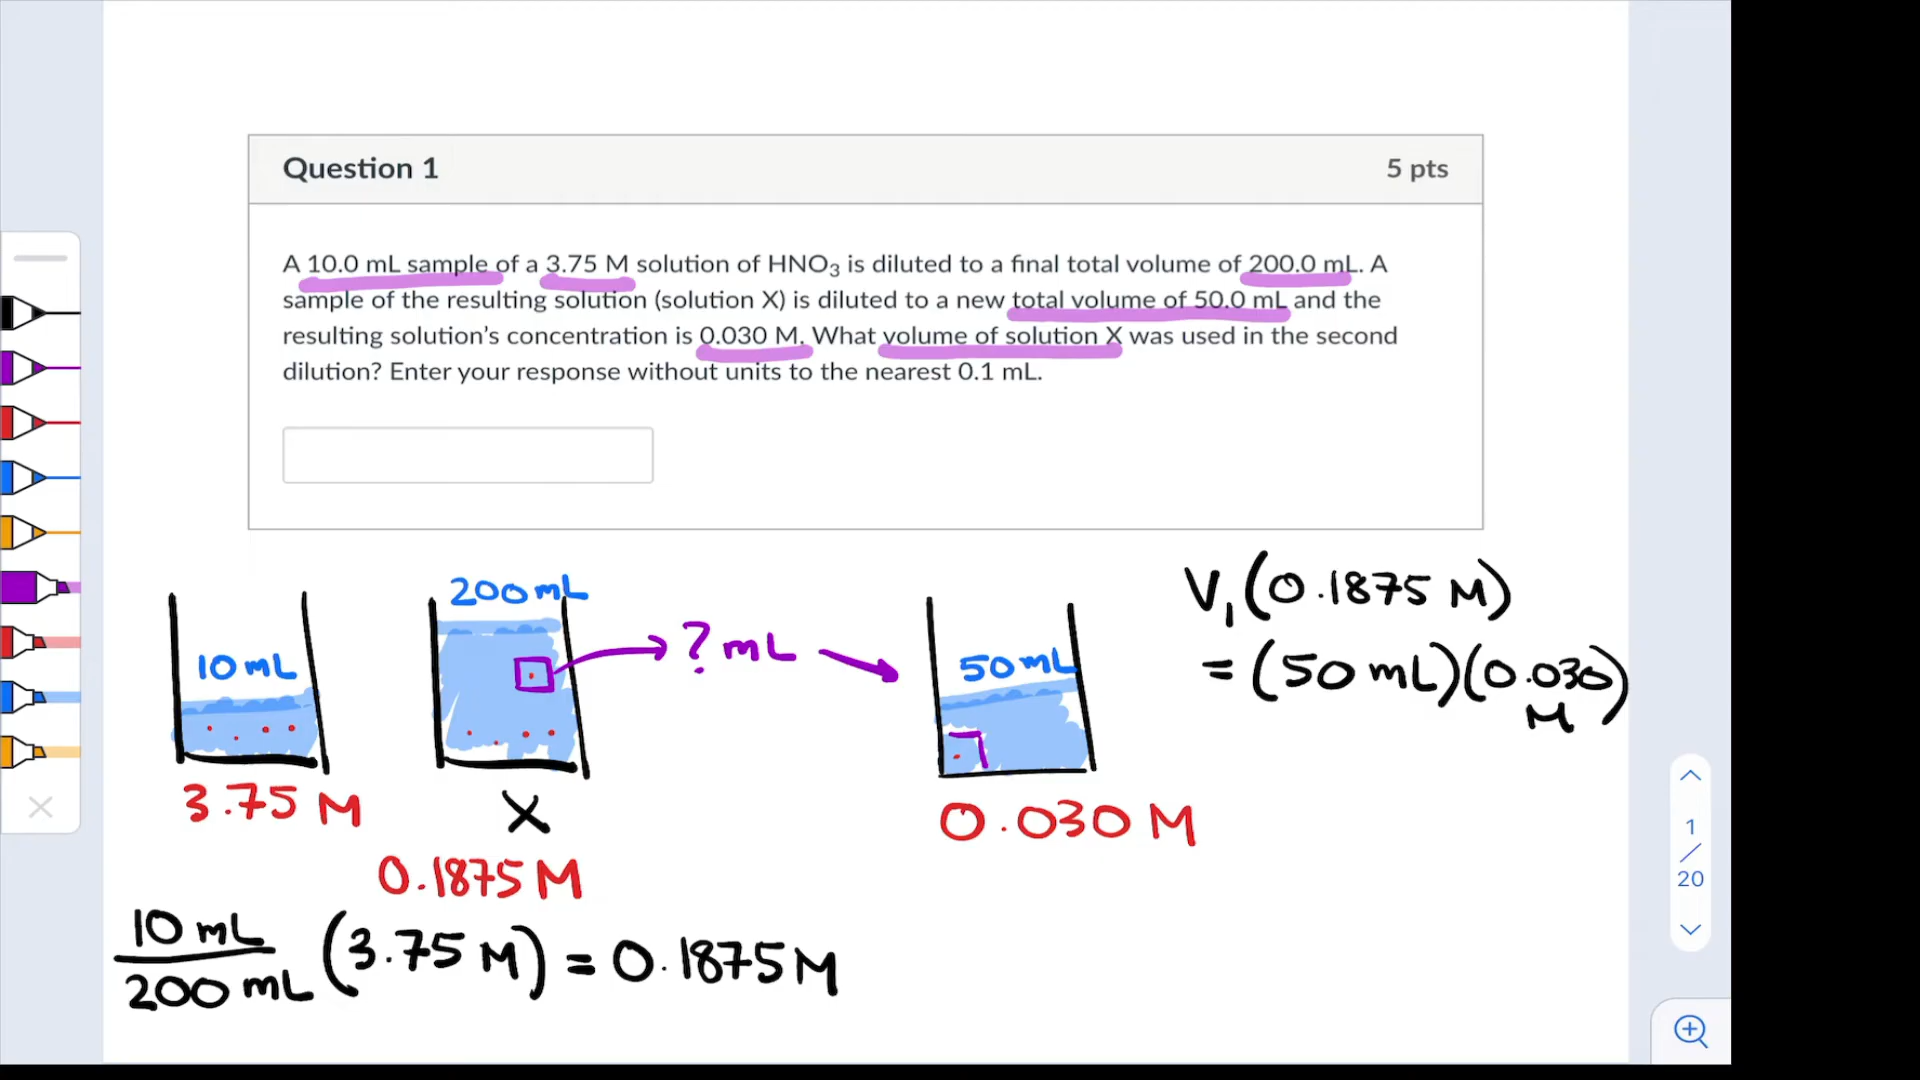 Question 1
5 pts
A 10.0 mL sample of a 3.75 M solution of HNO₃ is diluted to a final total volume of 200.0 mL. A
sample of the resulting solution (solution X) is diluted to a new total volume of 50.0 mL and the
resulting solution’s concentration is 0.030 M. What volume of solution X was used in the second
dilution? Enter your response without units to the nearest 0.1 mL.
10 mL
3.75 M
200 mL
X
0.1875 M
? mL
50 mL
0.030 M
V₁ (0.1875 M)
= (50 mL)(0.030
M)
10 mL
200 mL
(3.75 M) = 0.1875 M
1
/
20